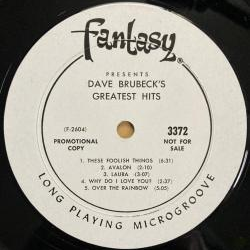 Fantasy®
PRESENTS
DAVE BRUBECK'S
GREATEST HITS
(F-2604)
3372
PROMOTIONAL
COPY
NOT FOR
SALE
1. THESE FOOLISH THINGS (6:31)
2. AVALON (2:10)
3. LAURA (5:07)
4. WHY DO I LOVE YOU? (2:27)
5. OVER THE RAINBOW (5:05)
LONG PLAYING MICROGROOVE